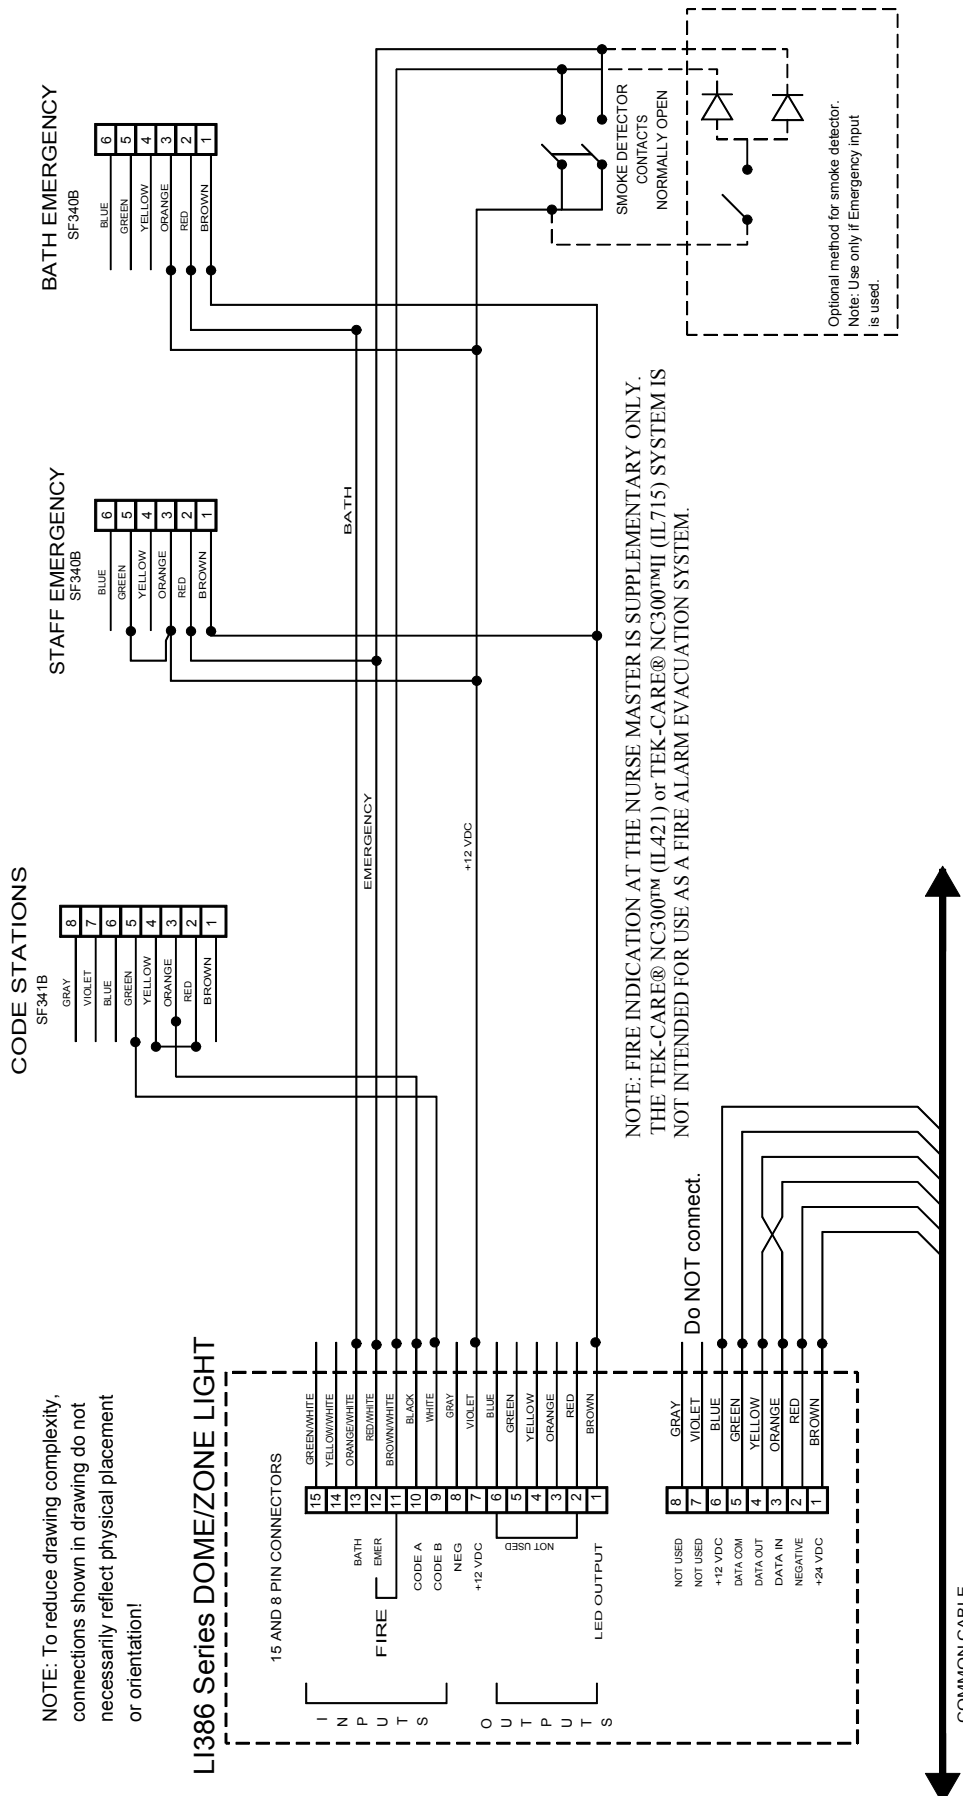 NOTE: To reduce drawing complexity,
connections shown in drawing do not
necessarily reflect physical placement
or orientation!
LI386 Series DOME/ZONE LIGHT
15 AND 8 PIN CONNECTORS
I N P U T S
O U T P U T S
FIRE
BATH
EMER
CODE A
CODE B
NEG
+12 VDC
NOT USED
LED OUTPUT
15 GREEN/WHITE
14 YELLOW/WHITE
13 ORANGE/WHITE
12 RED/WHITE
11 BROWN/WHITE
10 BLACK
9 WHITE
8 GRAY
7 VIOLET
6 BLUE
5 GREEN
4 YELLOW
3 ORANGE
2 RED
1 BROWN
NOT USED 8 GRAY
NOT USED 7 VIOLET
+12 VDC 6 BLUE
DATA COM 5 GREEN
DATA OUT 4 YELLOW
DATA IN 3 ORANGE
NEGATIVE 2 RED
+24 VDC 1 BROWN
Do NOT connect.
COMMON CABLE
CODE STATIONS
SF341B
GRAY 8
VIOLET 7
BLUE 6
GREEN 5
YELLOW 4
ORANGE 3
RED 2
BROWN 1
STAFF EMERGENCY
SF340B
BLUE 6
GREEN 5
YELLOW 4
ORANGE 3
RED 2
BROWN 1
BATH EMERGENCY
SF340B
BLUE 6
GREEN 5
YELLOW 4
ORANGE 3
RED 2
BROWN 1
BATH
EMERGENCY
+12 VDC
SMOKE DETECTOR
CONTACTS
NORMALLY OPEN
Optional method for smoke detector.
Note: Use only if Emergency input
is used.
NOTE: FIRE INDICATION AT THE NURSE MASTER IS SUPPLEMENTARY ONLY.
THE TEK-CARE® NC300™ (IL421) or TEK-CARE® NC300™II (IL715) SYSTEM IS
NOT INTENDED FOR USE AS A FIRE ALARM EVACUATION SYSTEM.